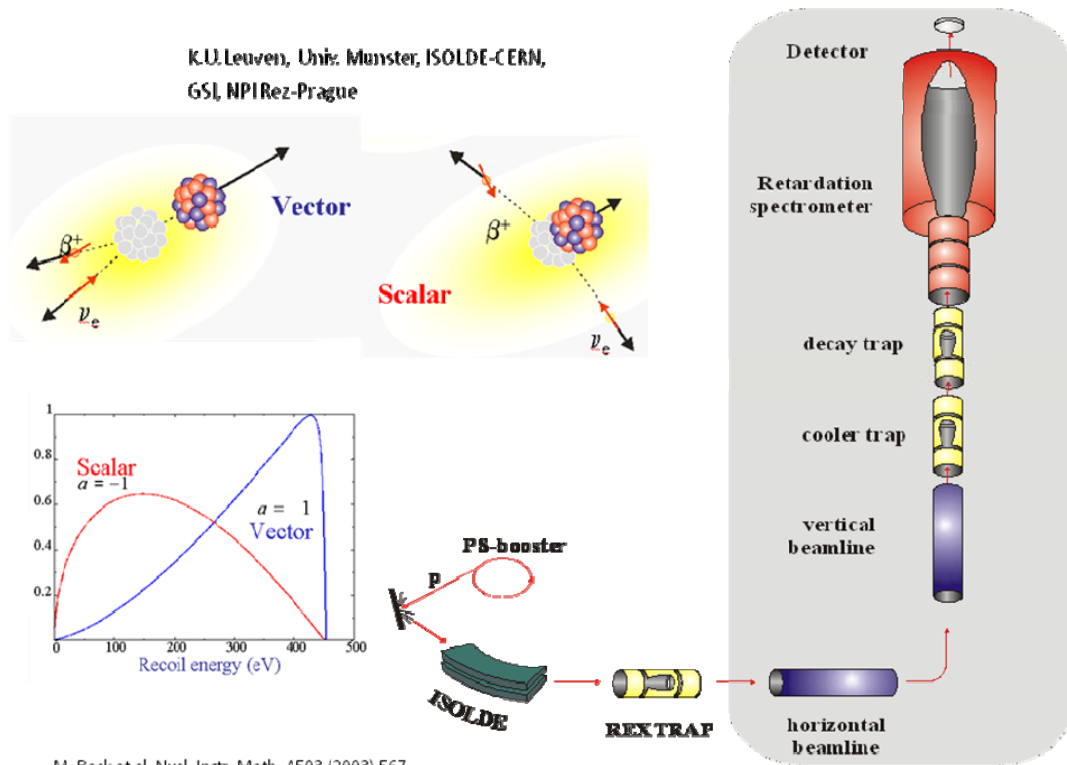 K.U.Leuven, Univ. Munster, ISOLDE-CERN,
GSI, NPI Rez-Prague
Vector
β+
νe
β+
Scalar
νe
1
0.8
0.6
0.4
0.2
0
100
200
300
400
500
Recoil energy (eV)
Scalar
a = −1
a = 1
Vector
PS-booster
p
ISOLDE
REX TRAP
Detector
Retardation
spectrometer
decay trap
cooler trap
vertical
beamline
horizontal
beamline